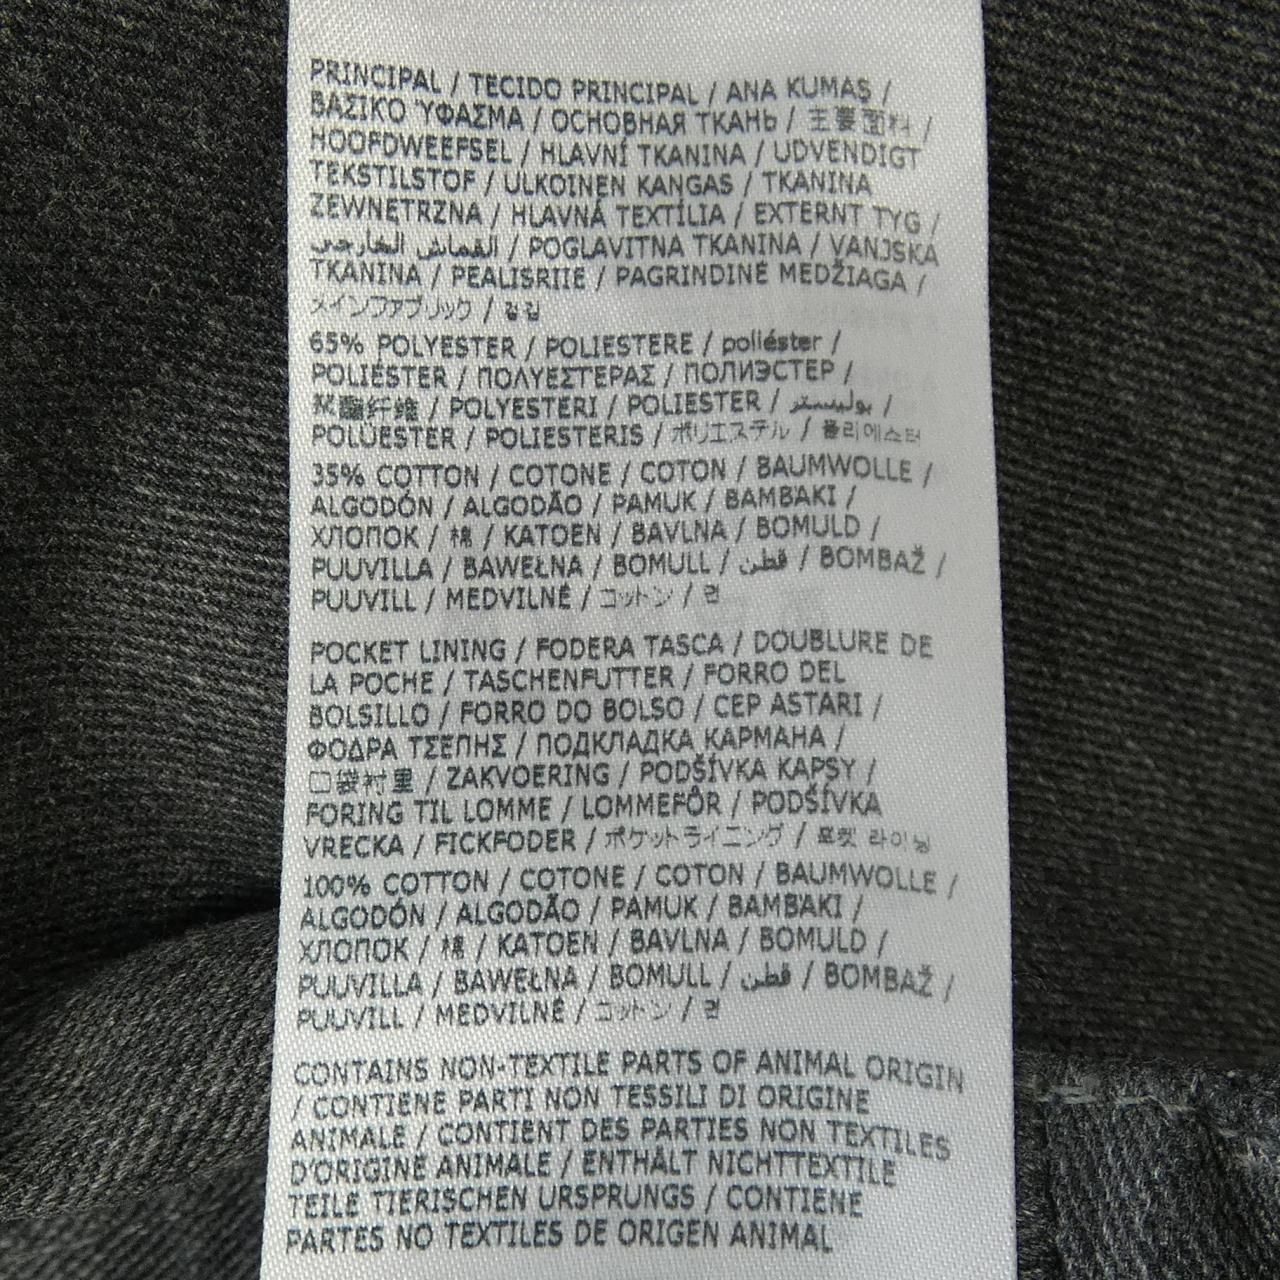 PRINCIPAL / TECIDO PRINCIPAL / ANA KUMAŞ /
ΒΑΣΙΚΟ ΎΦΑΣΜΑ / ОСНОВНАЯ ТКАНЬ / 主要面料 /
HOOFDWEEFSEL / HLAVNÍ TKANINA / UDVENDIGT
TEKSTILSTOF / ULKOINEN KANGAS / TKANINA
ZEWNĘTRZNA / HLAVNÁ TEXTÍLIA / EXTERNT TYG /
القماش الخارجي / POGLAVITNA TKANINA / VANJSKA
TKANINA / PEALISRIIE / PAGRINDINĖ MEDŽIAGA /
メインファブリック / 겉감
65% POLYESTER / POLIESTERE / poliéster /
POLIÉSTER / ΠΟΛΥΕΣΤΕΡΑΣ / ПОЛИЭСТЕР /
聚酯纤维 / POLYESTERI / POLIESTER / بوليستر /
POLÜESTER / POLIESTERIS / ポリエステル / 폴리에스터
35% COTTON / COTONE / COTON / BAUMWOLLE /
ALGODÓN / ALGODÃO / PAMUK / ΒΑΜΒΆΚΙ /
ХЛОПОК / 棉 / KATOEN / BAVLNA / BOMULD /
PUUVILLA / BAWEŁNA / BOMULL / قطن / BOMBAŽ /
PUUVILL / MEDVILNĖ / コットン / 면
POCKET LINING / FODERA TASCA / DOUBLURE DE
LA POCHE / TASCHENFUTTER / FORRO DEL
BOLSILLO / FORRO DO BOLSO / CEP ASTARI /
ΦΟΔΡΑ ΤΣΕΠΗΣ / ПОДКЛАДКА КАРМАНА /
口袋衬里 / ZAKVOERING / PODŠÍVKA KAPSY /
FORING TIL LOMME / LOMMEFÔR / PODŠÍVKA
VRECKA / FICKFODER / ポケットライニング / 포켓 라이닝
100% COTTON / COTONE / COTON / BAUMWOLLE /
ALGODÓN / ALGODÃO / PAMUK / ΒΑΜΒΆΚΙ /
ХЛОПОК / 棉 / KATOEN / BAVLNA / BOMULD /
PUUVILLA / BAWEŁNA / BOMULL / قطن / BOMBAŽ /
PUUVILL / MEDVILNĖ / コットン / 면
CONTAINS NON-TEXTILE PARTS OF ANIMAL ORIGIN
/ CONTIENE PARTI NON TESSILI DI ORIGINE
ANIMALE / CONTIENT DES PARTIES NON TEXTILES
D'ORIGINE ANIMALE / ENTHÄLT NICHTTEXTILE
TEILE TIERISCHEN URSPRUNGS / CONTIENE
PARTES NO TEXTILES DE ORIGEN ANIMAL